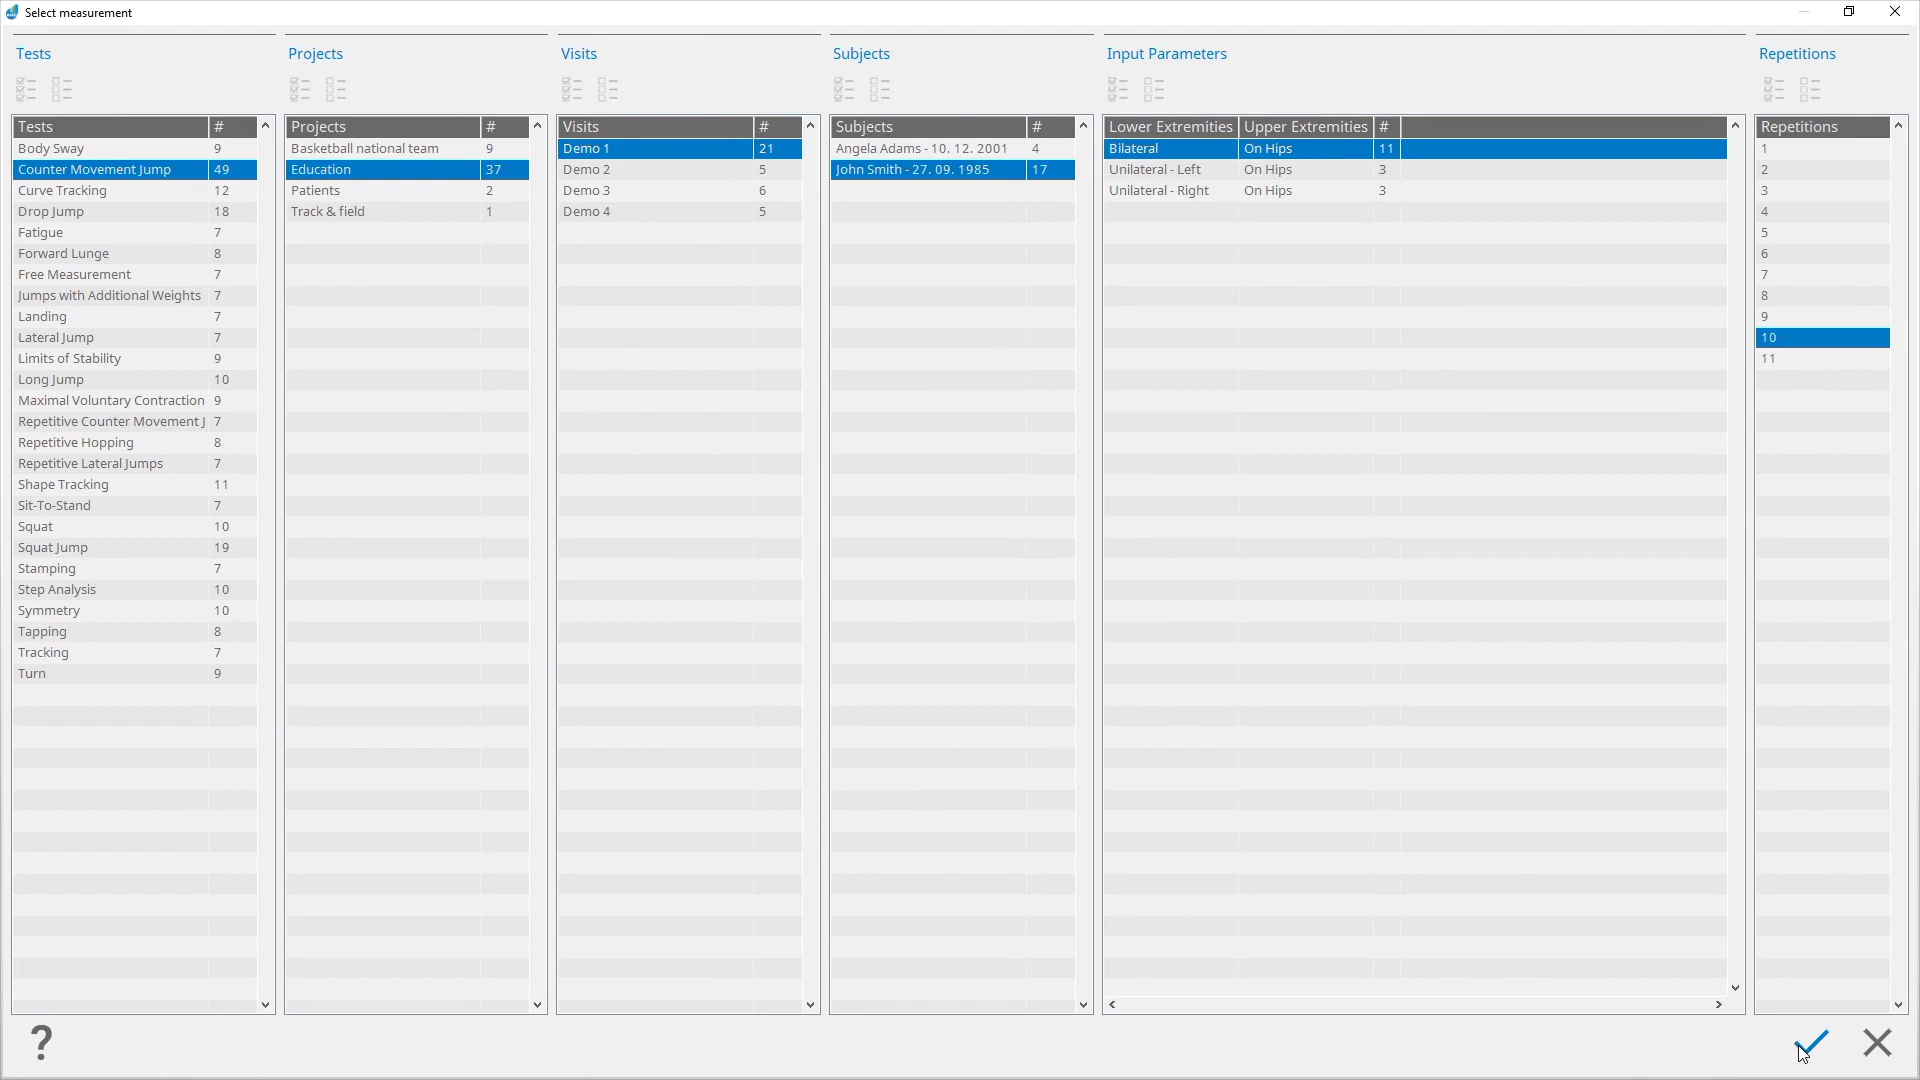 Select measurement
Tests
Projects
Visits
Subjects
Input Parameters
Repetitions
Tests #
Body Sway 9
Counter Movement Jump 49
Curve Tracking 12
Drop Jump 18
Fatigue 7
Forward Lunge 8
Free Measurement 7
Jumps with Additional Weights 7
Landing 7
Lateral Jump 7
Limits of Stability 9
Long Jump 10
Maximal Voluntary Contraction 9
Repetitive Counter Movement J 7
Repetitive Hopping 8
Repetitive Lateral Jumps 7
Shape Tracking 11
Sit-To-Stand 7
Squat 10
Squat Jump 19
Stamping 7
Step Analysis 10
Symmetry 10
Tapping 8
Tracking 7
Turn 9
Projects #
Basketball national team 9
Education 37
Patients 2
Track & field 1
Visits #
Demo 1 21
Demo 2 5
Demo 3 6
Demo 4 5
Subjects #
Angela Adams - 10. 12. 2001 4
John Smith - 27. 09. 1985 17
Lower Extremities Upper Extremities #
Bilateral On Hips 11
Unilateral - Left On Hips 3
Unilateral - Right On Hips 3
Repetitions
1
2
3
4
5
6
7
8
9
10
11
?